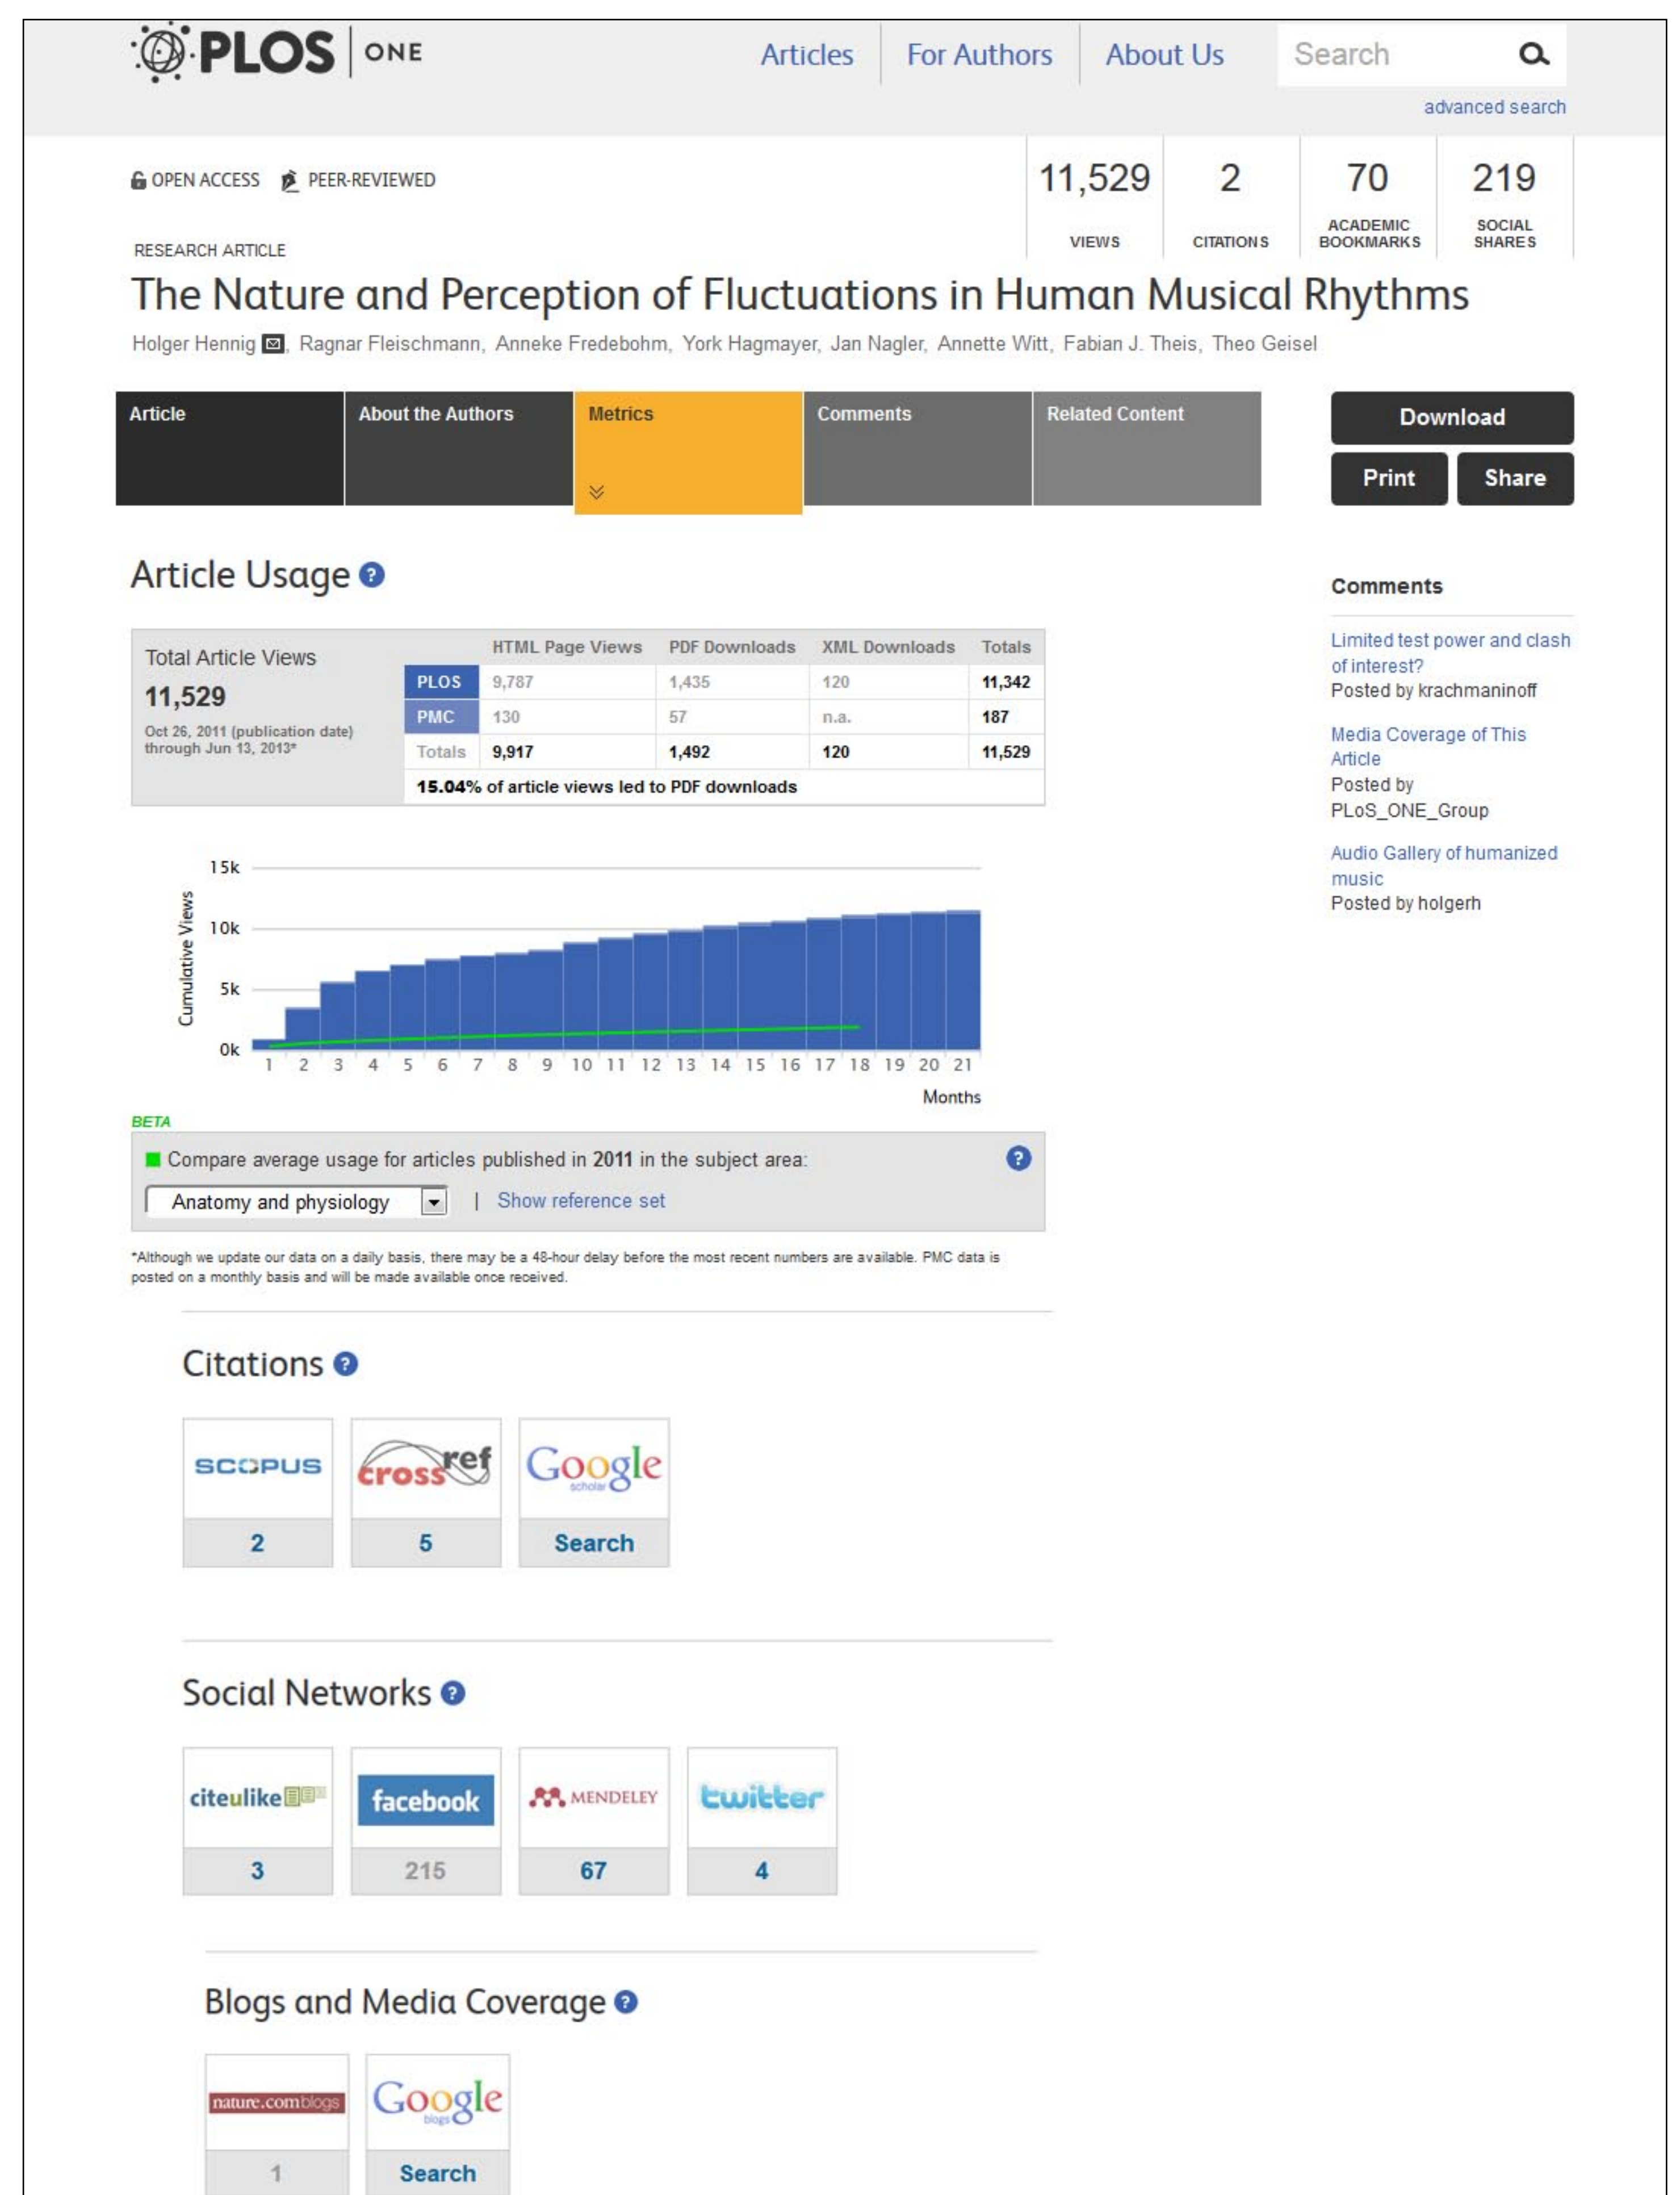 PLOS ONE
Articles For Authors About Us Search
advanced search
OPEN ACCESS PEER-REVIEWED
11,529 2 70 219
VIEWS CITATIONS ACADEMIC BOOKMARKS SOCIAL SHARES
RESEARCH ARTICLE
The Nature and Perception of Fluctuations in Human Musical Rhythms
Holger Hennig, Ragnar Fleischmann, Anneke Fredebohm, York Hagmayer, Jan Nagler, Annette Witt, Fabian J. Theis, Theo Geisel
Article About the Authors Metrics Comments Related Content
Download
Print Share
Article Usage ?
Total Article Views
11,529
Oct 26, 2011 (publication date)
through Jun 13, 2013*
HTML Page Views PDF Downloads XML Downloads Totals
PLOS 9,787 1,435 120 11,342
PMC 130 57 n.a. 187
Totals 9,917 1,492 120 11,529
15.04% of article views led to PDF downloads
Comments
Limited test power and clash
of interest?
Posted by krachmaninoff
Media Coverage of This
Article
Posted by
PLoS_ONE_Group
Audio Gallery of humanized
music
Posted by holgerh
Cumulative Views
15k
10k
5k
0k
1 2 3 4 5 6 7 8 9 10 11 12 13 14 15 16 17 18 19 20 21
Months
BETA
Compare average usage for articles published in 2011 in the subject area: ?
Anatomy and physiology | Show reference set
*Although we update our data on a daily basis, there may be a 48-hour delay before the most recent numbers are available. PMC data is
posted on a monthly basis and will be made available once received.
Citations ?
SCOPUS crossref Google scholar
2 5 Search
Social Networks ?
citeulike facebook MENDELEY twitter
3 215 67 4
Blogs and Media Coverage ?
nature.comblogs Google blogs
1 Search